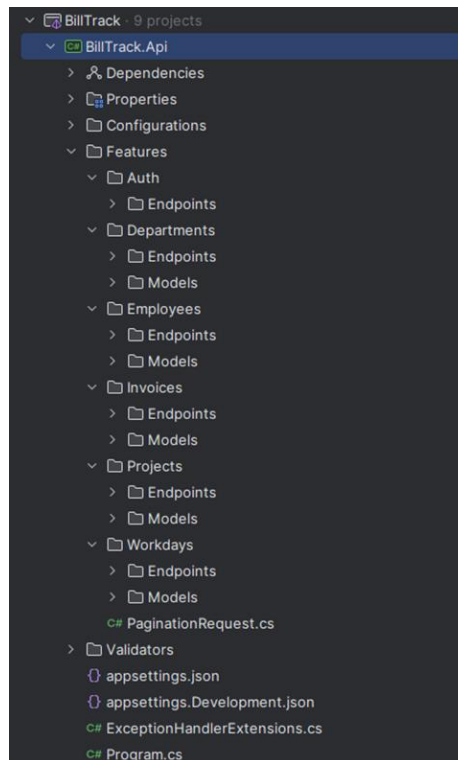 BillTrack · 9 projects
C# BillTrack.Api
Dependencies
Properties
Configurations
Features
Auth
Endpoints
Departments
Endpoints
Models
Employees
Endpoints
Models
Invoices
Endpoints
Models
Projects
Endpoints
Models
Workdays
Endpoints
Models
C# PaginationRequest.cs
Validators
{} appsettings.json
{} appsettings.Development.json
C# ExceptionHandlerExtensions.cs
C# Program.cs